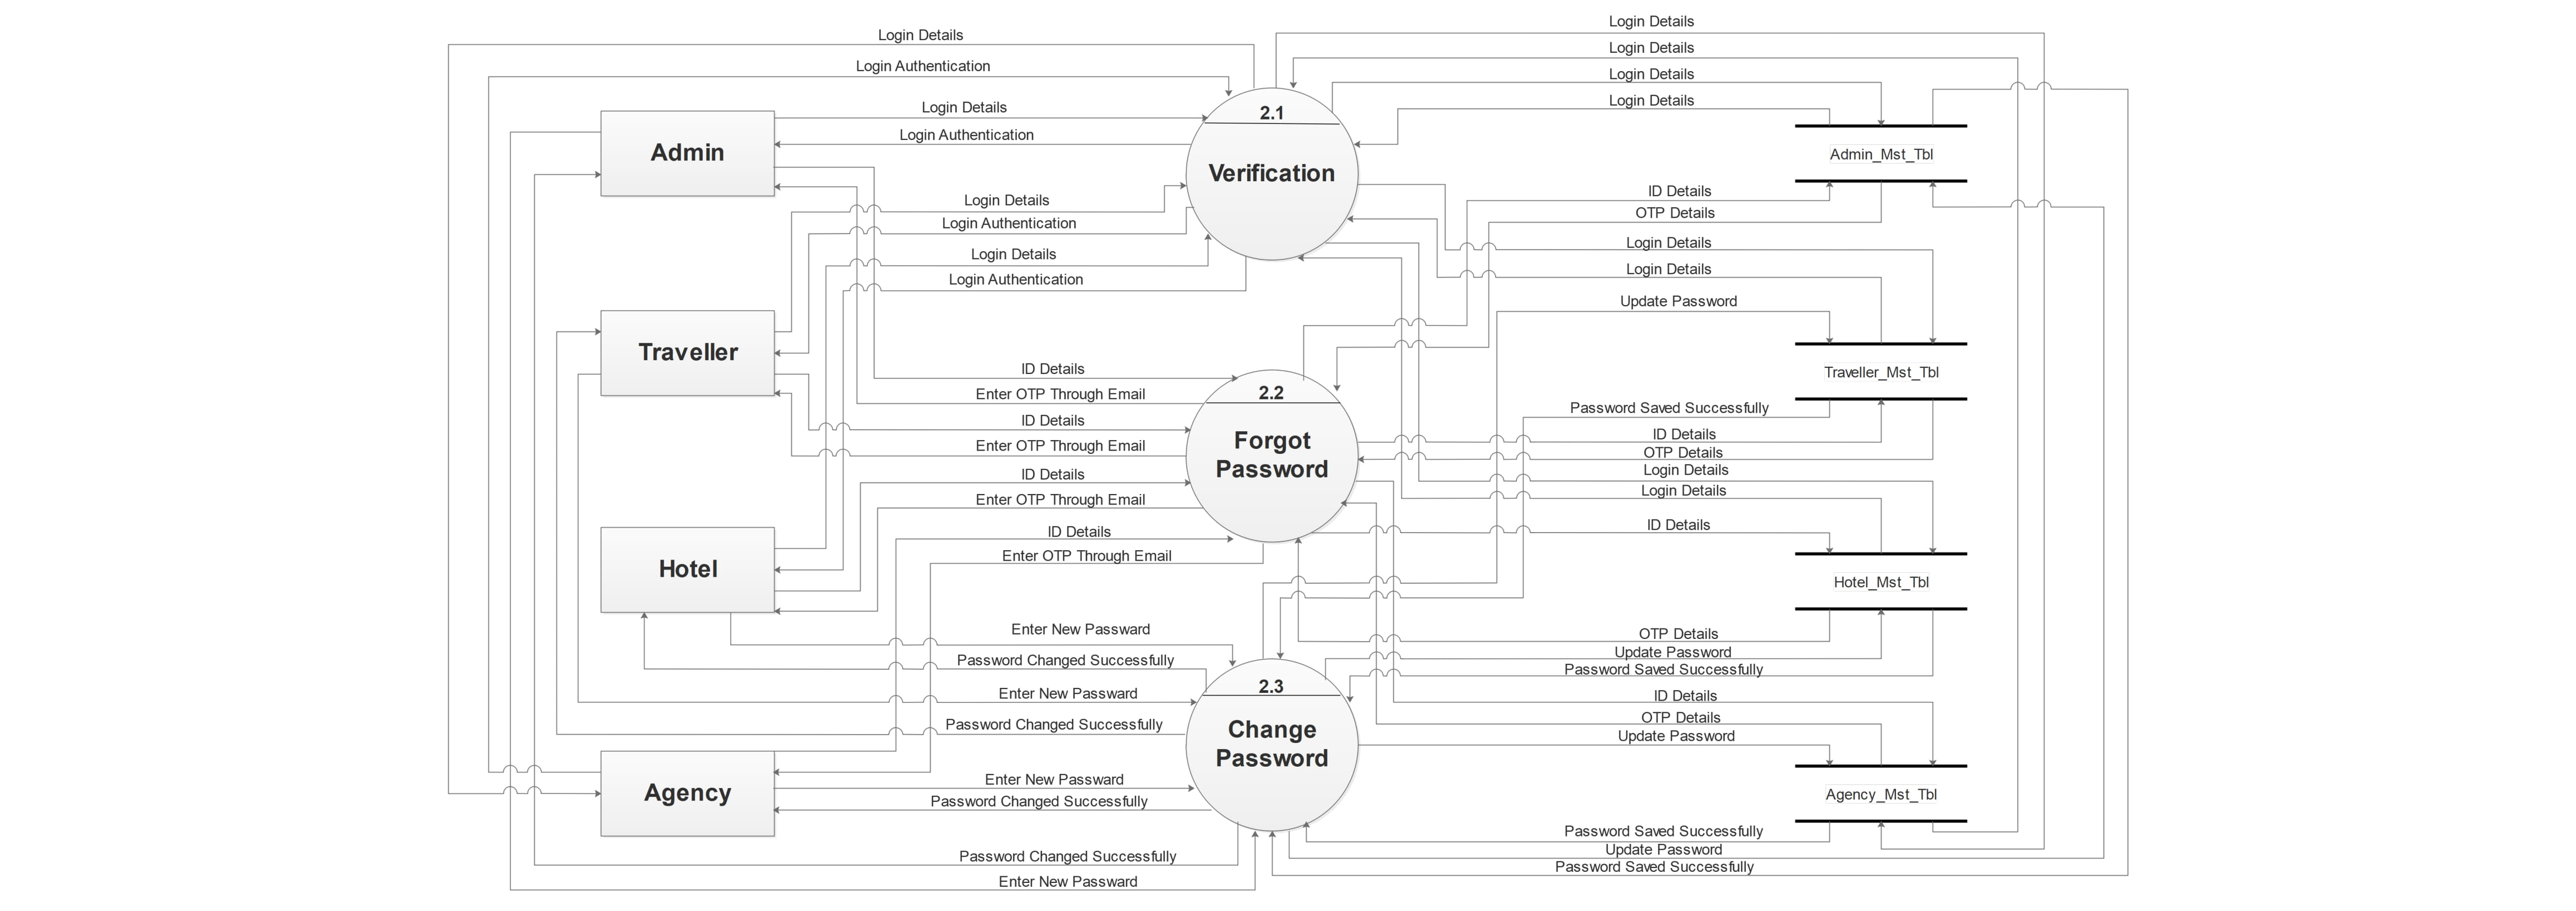 Login Details
Login Details
Login Details
Login Authentication
Login Details
Login Details
Login Details
2.1
Login Authentication
Admin
Admin_Mst_Tbl
Verification
ID Details
Login Details
OTP Details
Login Authentication
Login Details
Login Details
Login Details
Login Authentication
Update Password
Traveller
ID Details
Traveller_Mst_Tbl
2.2
Enter OTP Through Email
Password Saved Successfully
ID Details
ID Details
Forgot
Password
Enter OTP Through Email
OTP Details
Login Details
ID Details
Login Details
Enter OTP Through Email
ID Details
ID Details
Enter OTP Through Email
Hotel
Hotel_Mst_Tbl
Enter New Passward
OTP Details
Update Password
Password Changed Successfully
Password Saved Successfully
2.3
Enter New Passward
ID Details
OTP Details
Password Changed Successfully
Change
Password
Update Password
Enter New Passward
Agency
Agency_Mst_Tbl
Password Changed Successfully
Password Saved Successfully
Update Password
Password Changed Successfully
Password Saved Successfully
Enter New Passward